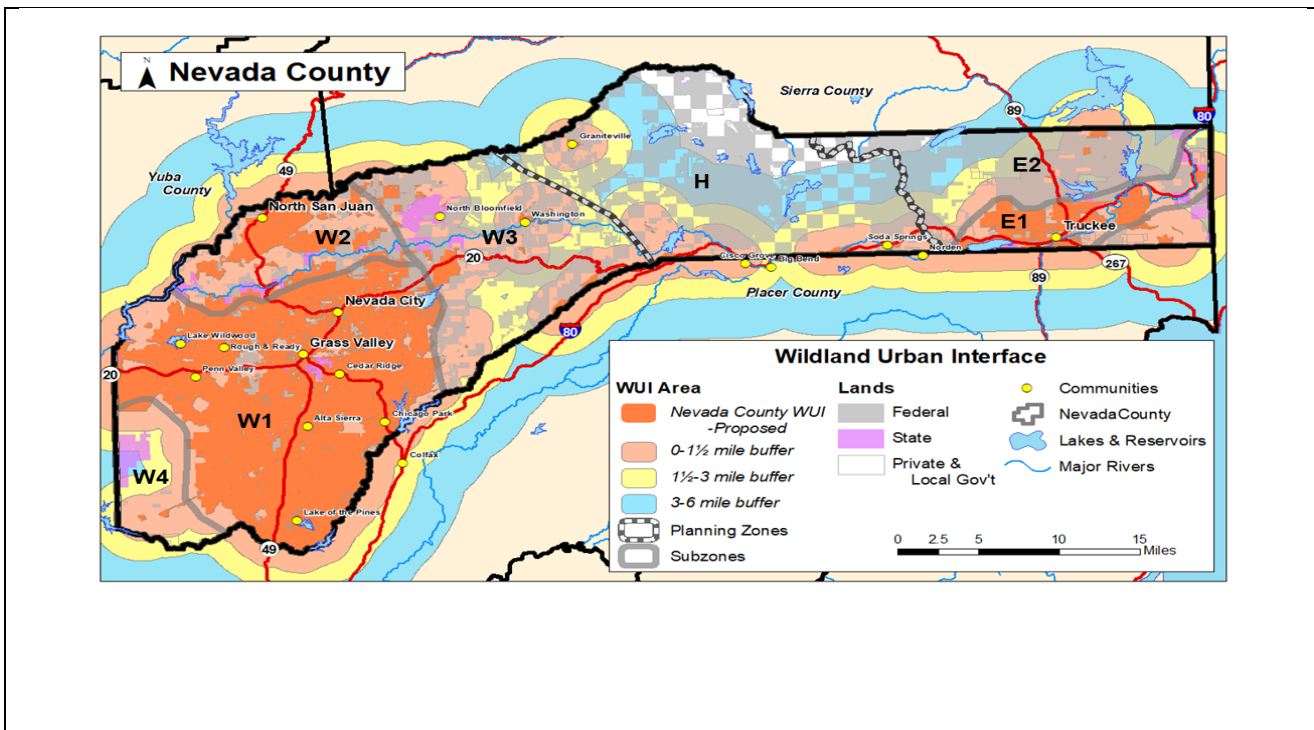 N
Nevada County
Sierra County
89
80
Yuba
County
49
Graniteville
H
E2
North San Juan
North Bloomfield
Washington
W2
W3
E1
Truckee
Soda Springs
Norden
20
Cisco Grove
Big Bend
267
89
Placer County
Nevada City
80
Lake Wildwood
Rough & Ready
Grass Valley
20
Penn Valley
Cedar Ridge
Chicago Park
W1
Alta Sierra
Colfax
W4
Lake of the Pines
49
Wildland Urban Interface
WUI Area
Nevada County WUI
-Proposed
0-1½ mile buffer
1½-3 mile buffer
3-6 mile buffer
Planning Zones
Subzones
Lands
Federal
State
Private &
Local Gov't
Communities
NevadaCounty
Lakes & Reservoirs
Major Rivers
0 2.5 5 10 15
Miles